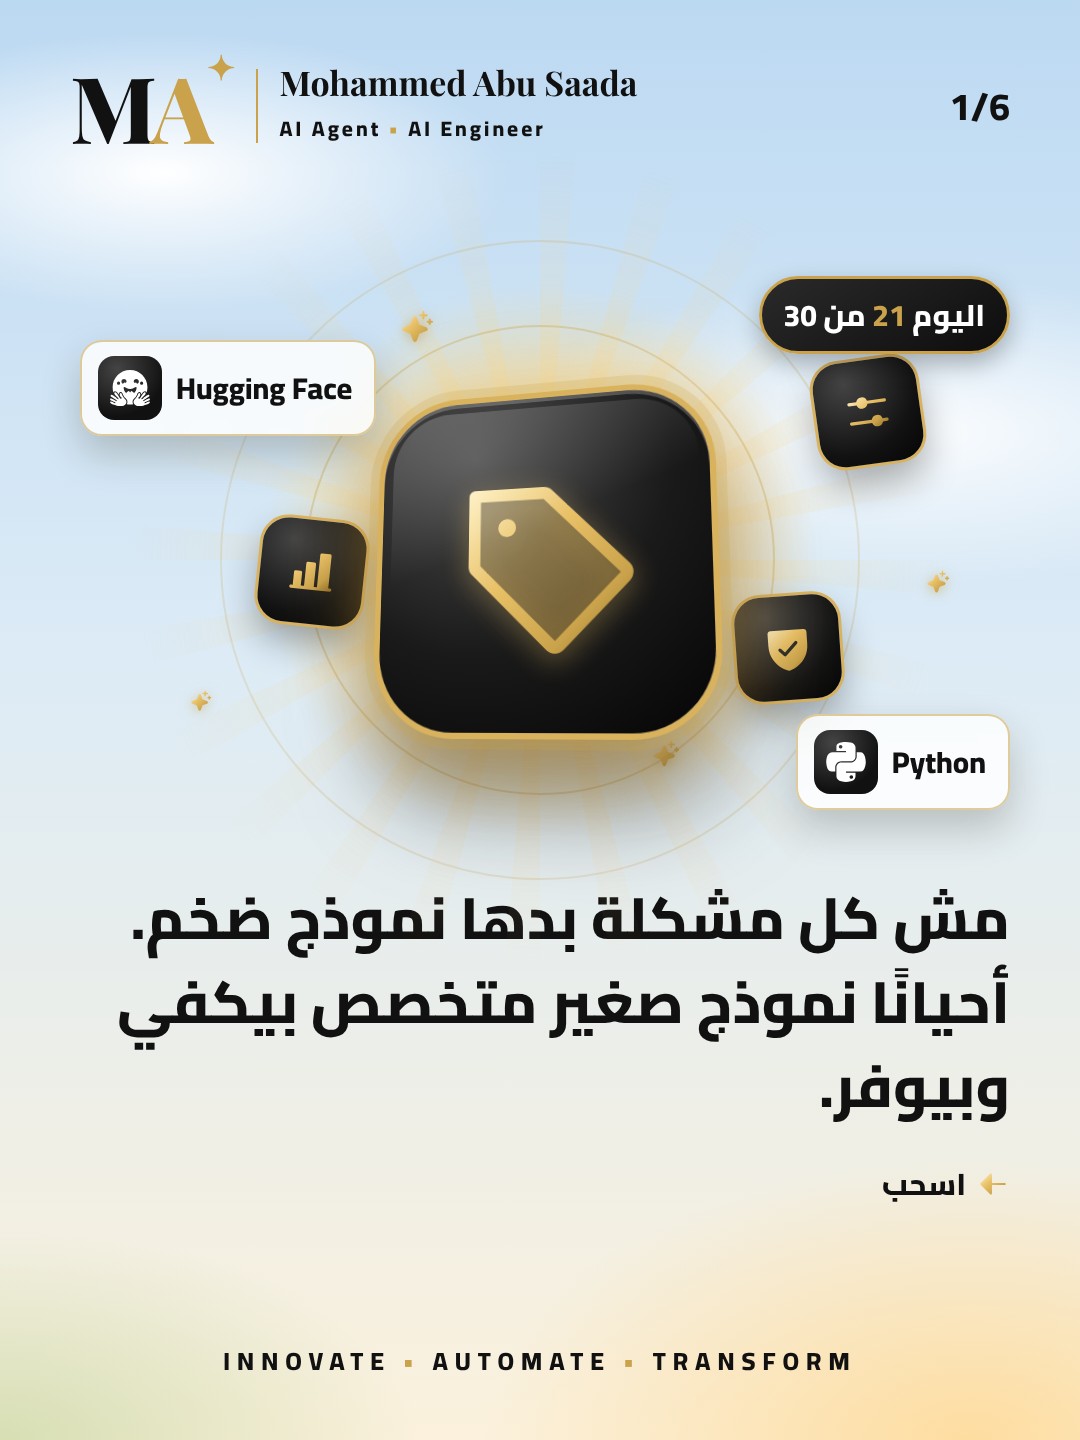 MA
Mohammed Abu Saada
AI Agent ▪ AI Engineer
1/6
اليوم 21 من 30
Hugging Face
Python
مش كل مشكلة بدها نموذج ضخم.
أحيانًا نموذج صغير متخصص بيكفي
وبيوفر.
اسحب
INNOVATE ▪ AUTOMATE ▪ TRANSFORM